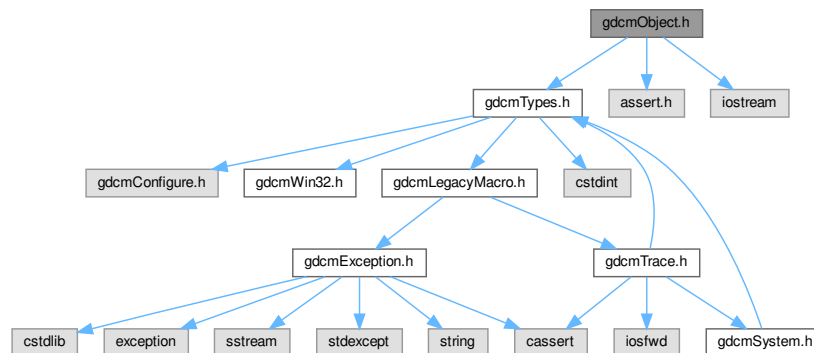 gdcmObject.h
gdcmTypes.h
assert.h
iostream
gdcmConfigure.h
gdcmWin32.h
gdcmLegacyMacro.h
cstdint
gdcmException.h
gdcmTrace.h
cstdlib
exception
sstream
stdexcept
string
cassert
iosfwd
gdcmSystem.h